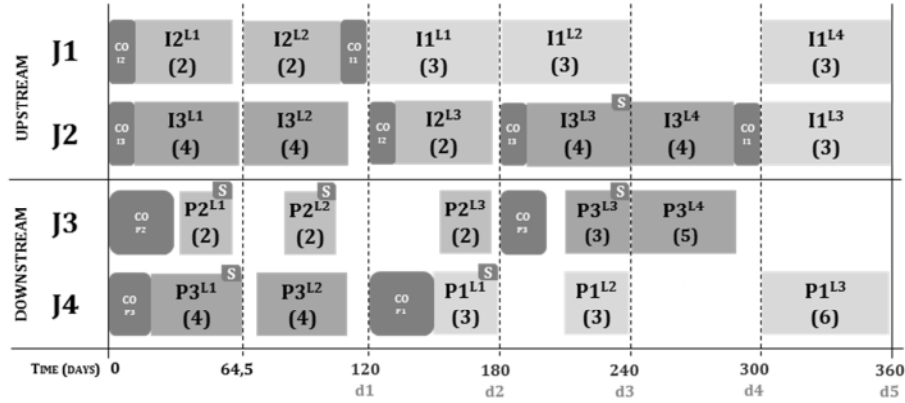 UPSTREAM
J1
CO
I2
I2L1
(2)
I2L2
(2)
CO
I1
I1L1
(3)
I1L2
(3)
I1L4
(3)
J2
CO
I3
I3L1
(4)
I3L2
(4)
CO
I2
I2L3
(2)
CO
I3
S
I3L3
(4)
I3L4
(4)
CO
I1
I1L3
(3)
DOWNSTREAM
J3
CO
P2
S
P2L1
(2)
S
P2L2
(2)
P2L3
(2)
CO
P3
S
P3L3
(3)
P3L4
(5)
J4
CO
P3
S
P3L1
(4)
P3L2
(4)
CO
P1
S
P1L1
(3)
P1L2
(3)
P1L3
(6)
TIME (DAYS) 0 64,5 120 180 240 300 360
d1 d2 d3 d4 d5